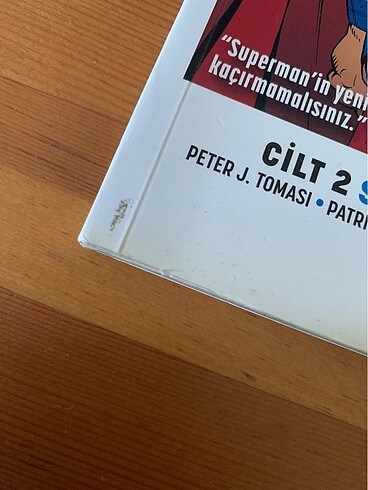 "Superman'in yeni
kaçırmamalısınız."
CİLT 2
PETER J. TOMASI • PATRI